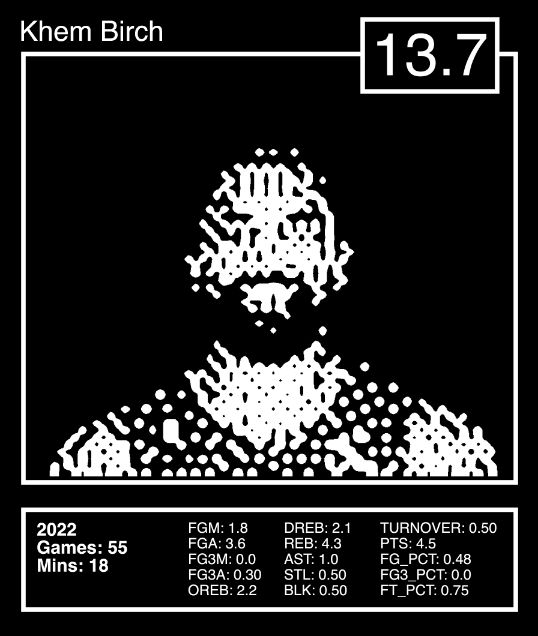 Khem Birch
13.7
2022
Games: 55
Mins: 18
FGM: 1.8
FGA: 3.6
FG3M: 0.0
FG3A: 0.30
OREB: 2.2
DREB: 2.1
REB: 4.3
AST: 1.0
STL: 0.50
BLK: 0.50
TURNOVER: 0.50
PTS: 4.5
FG_PCT: 0.48
FG3_PCT: 0.0
FT_PCT: 0.75